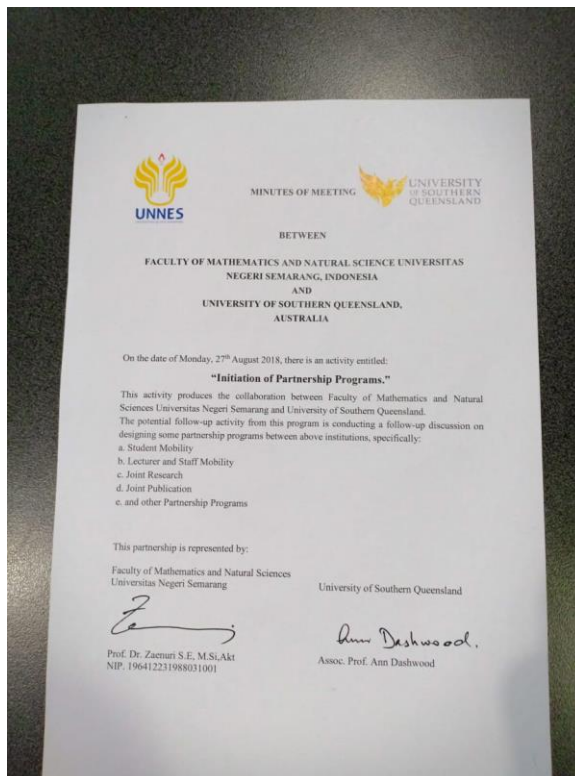 UNNES
MINUTES OF MEETING
UNIVERSITY
OF SOUTHERN
QUEENSLAND
BETWEEN
FACULTY OF MATHEMATICS AND NATURAL SCIENCE UNIVERSITAS
NEGERI SEMARANG, INDONESIA
AND
UNIVERSITY OF SOUTHERN QUEENSLAND,
AUSTRALIA
On the date of Monday, 27th August 2018, there is an activity entitled:
“Initiation of Partnership Programs.”
This activity produces the collaboration between Faculty of Mathematics and Natural
Sciences Universitas Negeri Semarang and University of Southern Queensland.
The potential follow-up activity from this program is conducting a follow-up discussion on
designing some partnership programs between above institutions, specifically:
a. Student Mobility
b. Lecturer and Staff Mobility
c. Joint Research
d. Joint Publication
e. and other Partnership Programs
This partnership is represented by:
Faculty of Mathematics and Natural Sciences
Universitas Negeri Semarang
University of Southern Queensland
Ann Dashwood.
Prof. Dr. Zaenuri S.E, M.Si,Akt
NIP. 196412231988031001
Assoc. Prof. Ann Dashwood